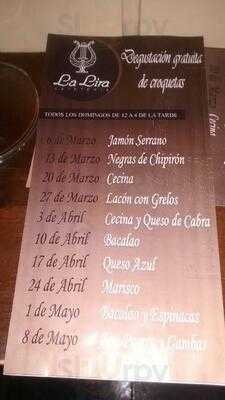 La Lira
Degustación gratuita
de croquetas
TODOS LOS DOMINGOS DE 12 A 4 DE LA TARDE
6 de Marzo Jamón Serrano
13 de Marzo Negras de Chipirón
20 de Marzo Cecina
27 de Marzo Lacón con Grelos
3 de Abril Cecina y Queso de Cabra
10 de Abril Bacalao
17 de Abril Queso Azul
24 de Abril Marisco
1 de Mayo Bacalao y Espinacas
8 de Mayo y Gambas